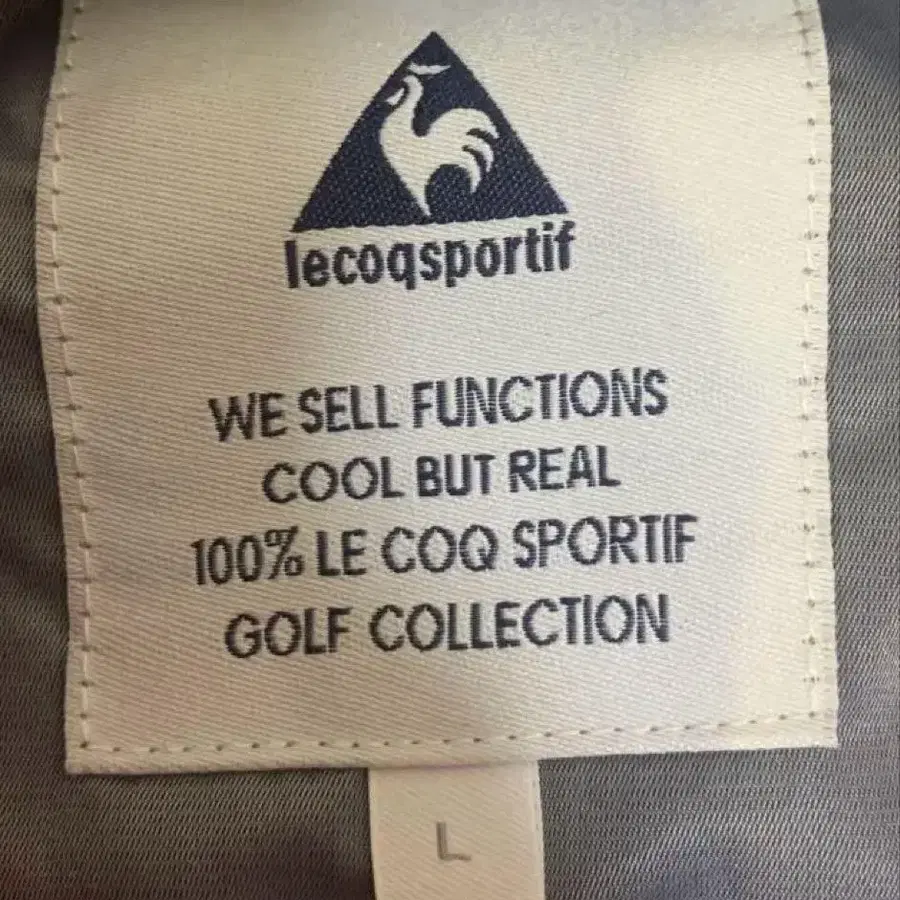 lecoqsportif
WE SELL FUNCTIONS
COOL BUT REAL
100% LE COQ SPORTIF
GOLF COLLECTION
L